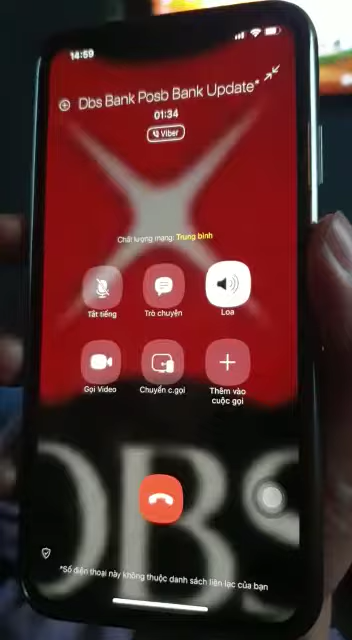 14:59
Dbs Bank Posb Bank Update*
01:34
Viber
Chất lượng mạng: Trung bình
Tắt tiếng
Trò chuyện
Loa
Gọi Video
Chuyển c.gọi
Thêm vào
cuộc gọi
DBS
*Số điện thoại này không thuộc danh sách liên lạc của bạn